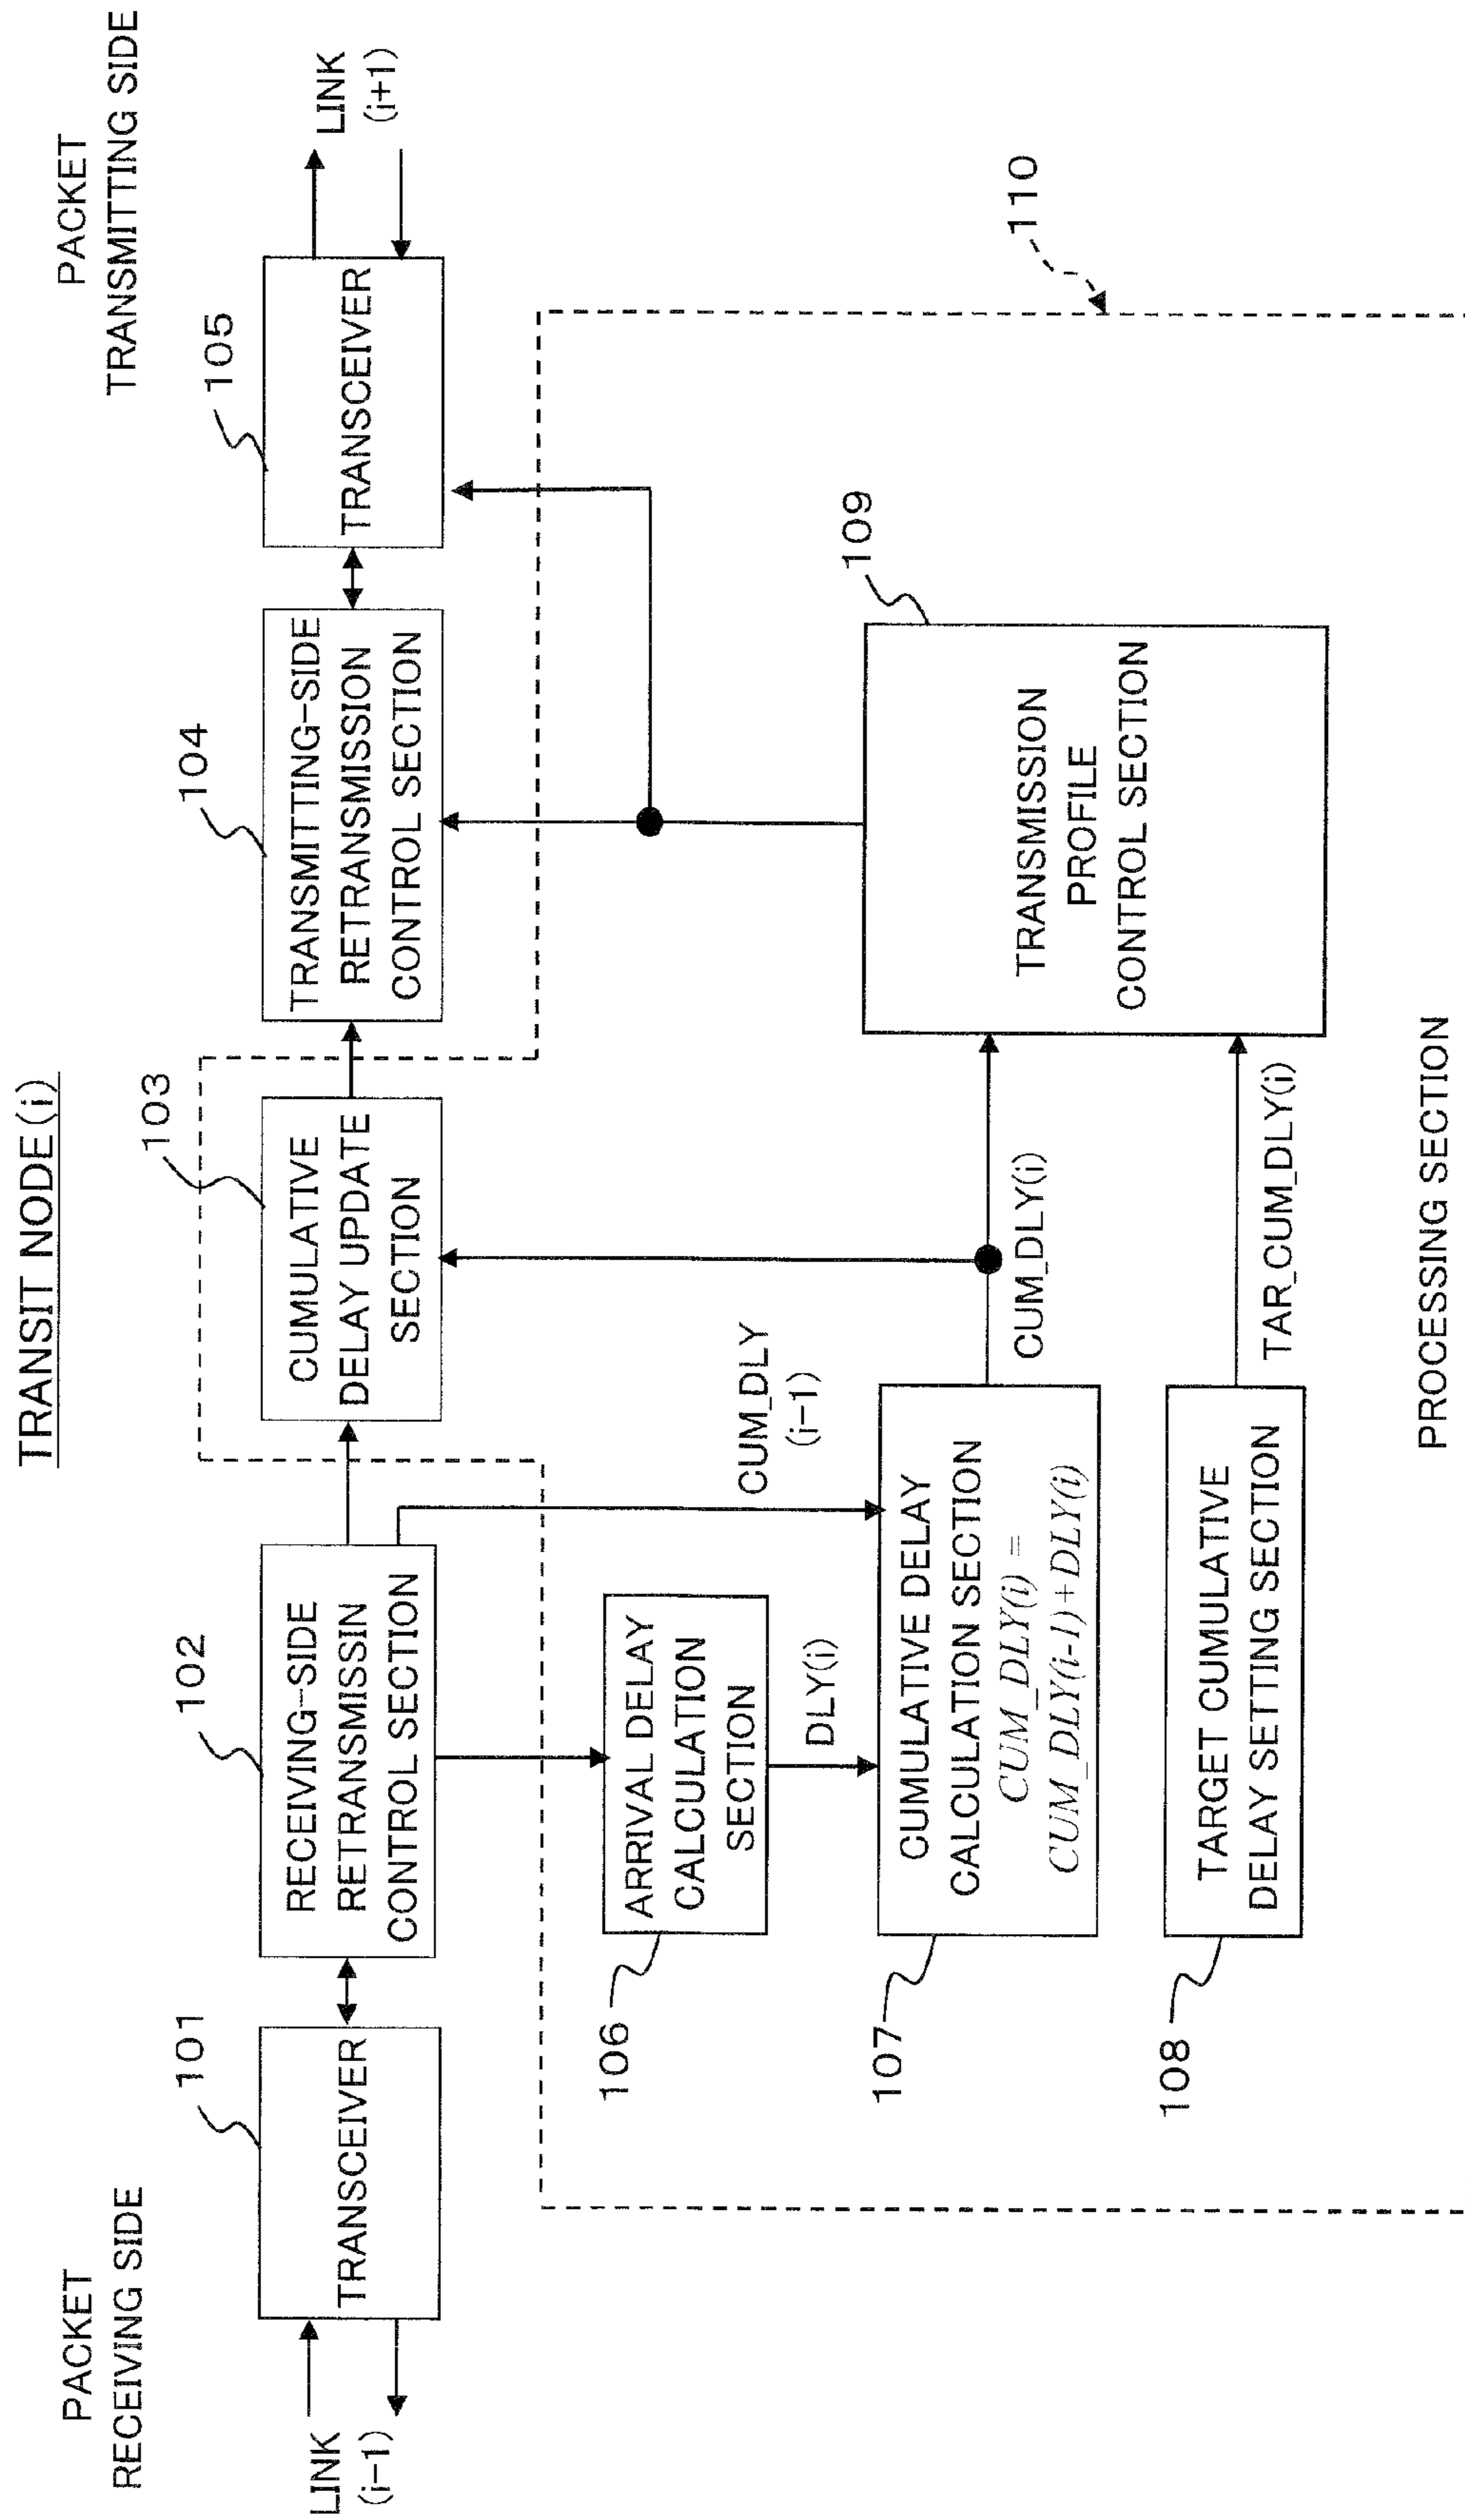 TRANSIT NODE(i)
PACKET
RECEIVING SIDE
PACKET
TRANSMITTING SIDE
101
102
103
104
105
LINK
(i−1)
TRANSCEIVER
RECEIVING-SIDE
RETRANSMISSIN
CONTROL SECTION
CUMULATIVE
DELAY UPDATE
SECTION
TRANSMITTING-SIDE
RETRANSMISSION
CONTROL SECTION
TRANSCEIVER
LINK
(i+1)
106
ARRIVAL DELAY
CALCULATION
SECTION
DLY(i)
CUM_DLY
(i−1)
107
CUMULATIVE DELAY
CALCULATION SECTION
CUM_DLY(i) =
CUM_DLY(i-1)+DLY(i)
CUM_DLY(i)
109
TRANSMISSION
PROFILE
CONTROL SECTION
110
108
TARGET CUMULATIVE
DELAY SETTING SECTION
TAR_CUM_DLY(i)
PROCESSING SECTION